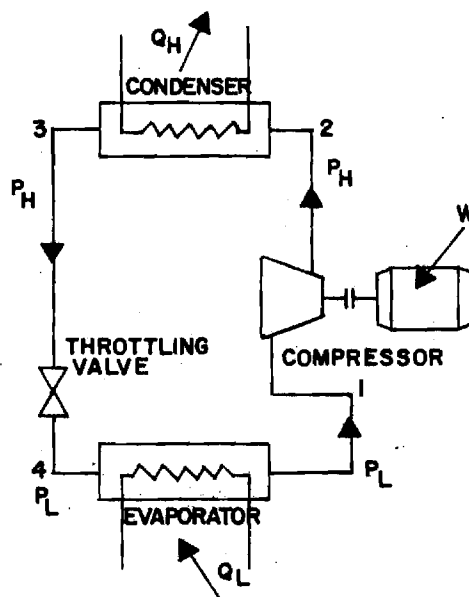 Q_H
CONDENSER
3
2
P_H
P_H
W
THROTTLING
VALVE
COMPRESSOR
1
4
P_L
P_L
EVAPORATOR
Q_L